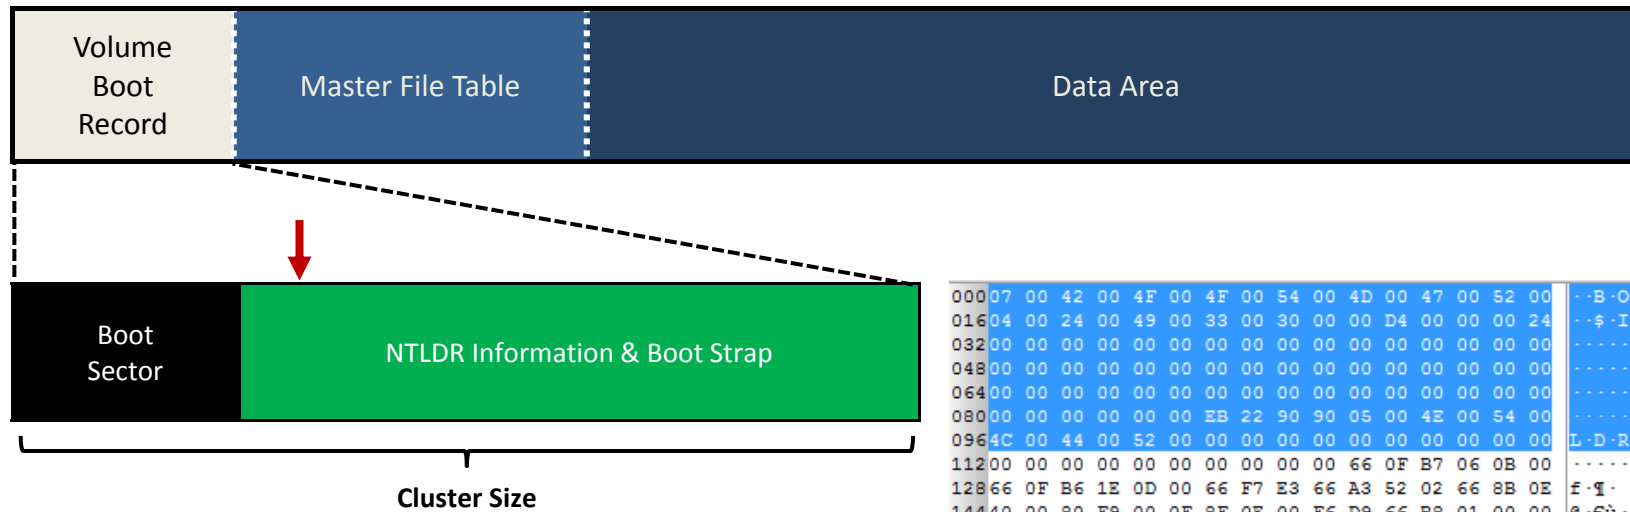 Volume
Boot
Record
Master File Table
Data Area
Boot
Sector
NTLDR Information & Boot Strap
Cluster Size
000 07 00 42 00 4F 00 4F 00 54 00 4D 00 47 00 52 00 ··B·O
016 04 00 24 00 49 00 33 00 30 00 00 D4 00 00 00 24 ··$·I
032 00 00 00 00 00 00 00 00 00 00 00 00 00 00 00 00 ·····
048 00 00 00 00 00 00 00 00 00 00 00 00 00 00 00 00 ·····
064 00 00 00 00 00 00 00 00 00 00 00 00 00 00 00 00 ·····
080 00 00 00 00 00 00 EB 22 90 90 05 00 4E 00 54 00 ·····
096 4C 00 44 00 52 00 00 00 00 00 00 00 00 00 00 00 L·D·R
112 00 00 00 00 00 00 00 00 00 00 66 0F B7 06 0B 00 ·····
128 66 0F B6 1E 0D 00 66 F7 E3 66 A3 52 02 66 8B 0E f·¶·